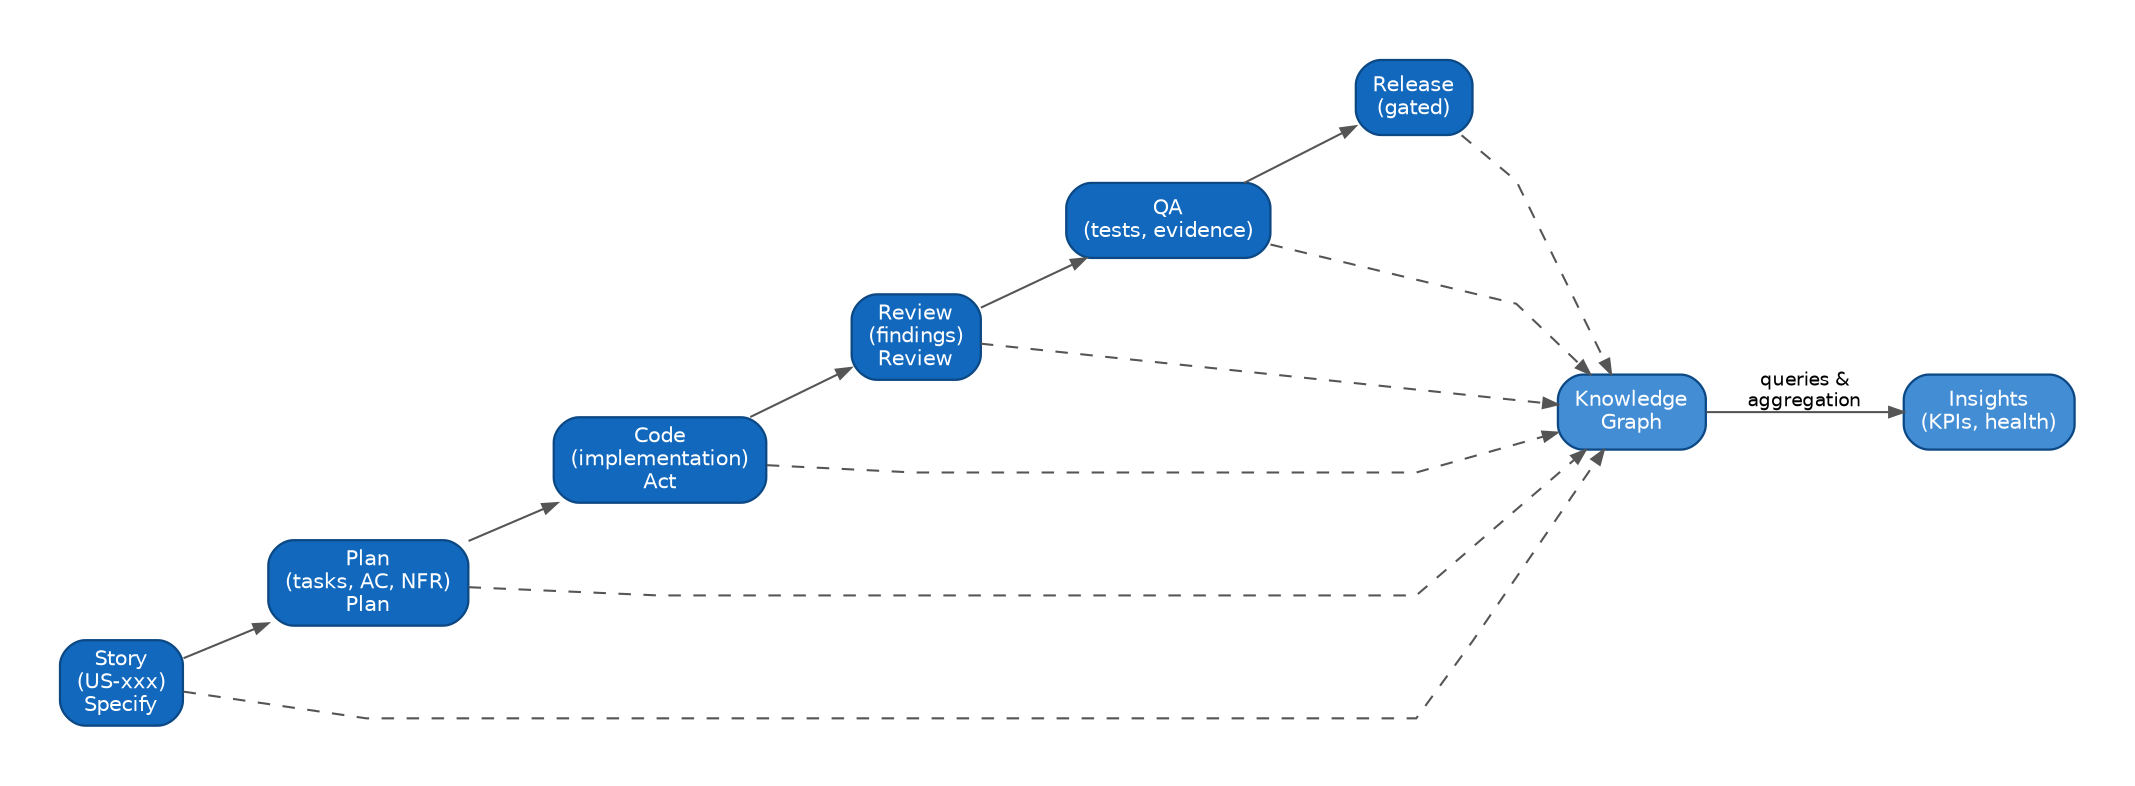 Release
(gated)
QA
(tests, evidence)
Review
(findings)
Review
Knowledge
Graph
queries &
aggregation
Insights
(KPIs, health)
Code
(implementation)
Act
Plan
(tasks, AC, NFR)
Plan
Story
(US-xxx)
Specify